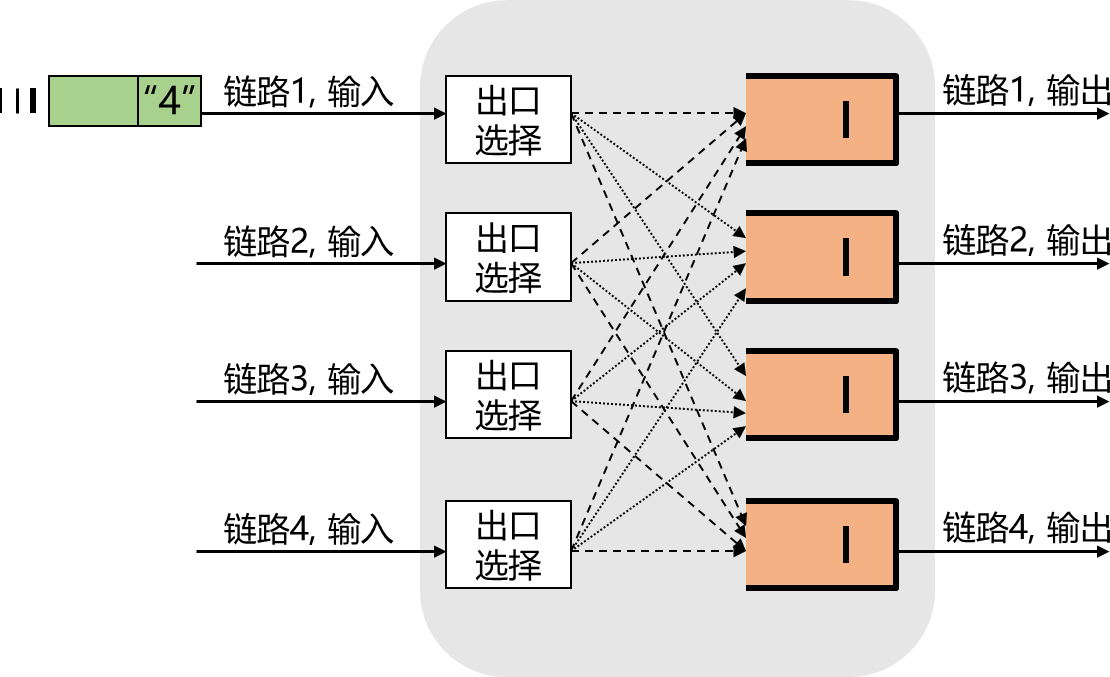 “4”
链路1, 输入
出口
选择
链路1, 输出
链路2, 输入
出口
选择
链路2, 输出
链路3, 输入
出口
选择
链路3, 输出
链路4, 输入
出口
选择
链路4, 输出